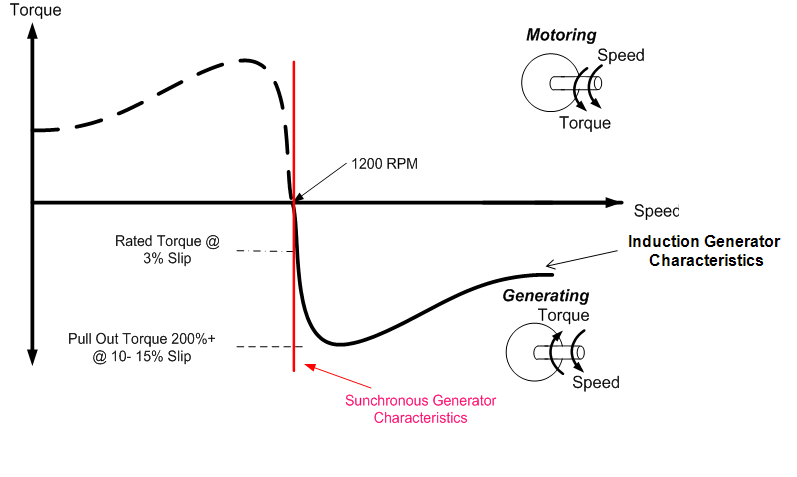 Torque
Motoring
Speed
Torque
1200 RPM
Speed
Rated Torque @
3% Slip
Induction Generator
Characteristics
Generating
Torque
Pull Out Torque 200%+
@ 10- 15% Slip
Speed
Sunchronous Generator
Characteristics